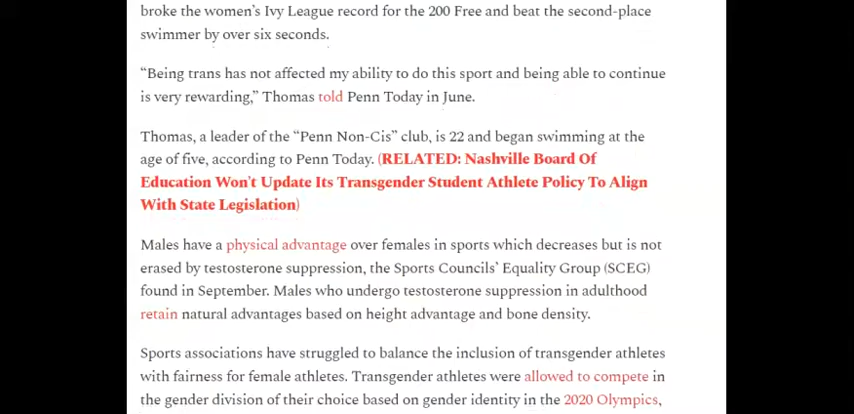 broke the women's Ivy League record for the 200 Free and beat the second-place
swimmer by over six seconds.
“Being trans has not affected my ability to do this sport and being able to continue
is very rewarding,” Thomas told Penn Today in June.
Thomas, a leader of the “Penn Non-Cis” club, is 22 and began swimming at the
age of five, according to Penn Today. (RELATED: Nashville Board Of
Education Won't Update Its Transgender Student Athlete Policy To Align
With State Legislation)
Males have a physical advantage over females in sports which decreases but is not
erased by testosterone suppression, the Sports Councils' Equality Group (SCEG)
found in September. Males who undergo testosterone suppression in adulthood
retain natural advantages based on height advantage and bone density.
Sports associations have struggled to balance the inclusion of transgender athletes
with fairness for female athletes. Transgender athletes were allowed to compete in
the gender division of their choice based on gender identity in the 2020 Olympics,